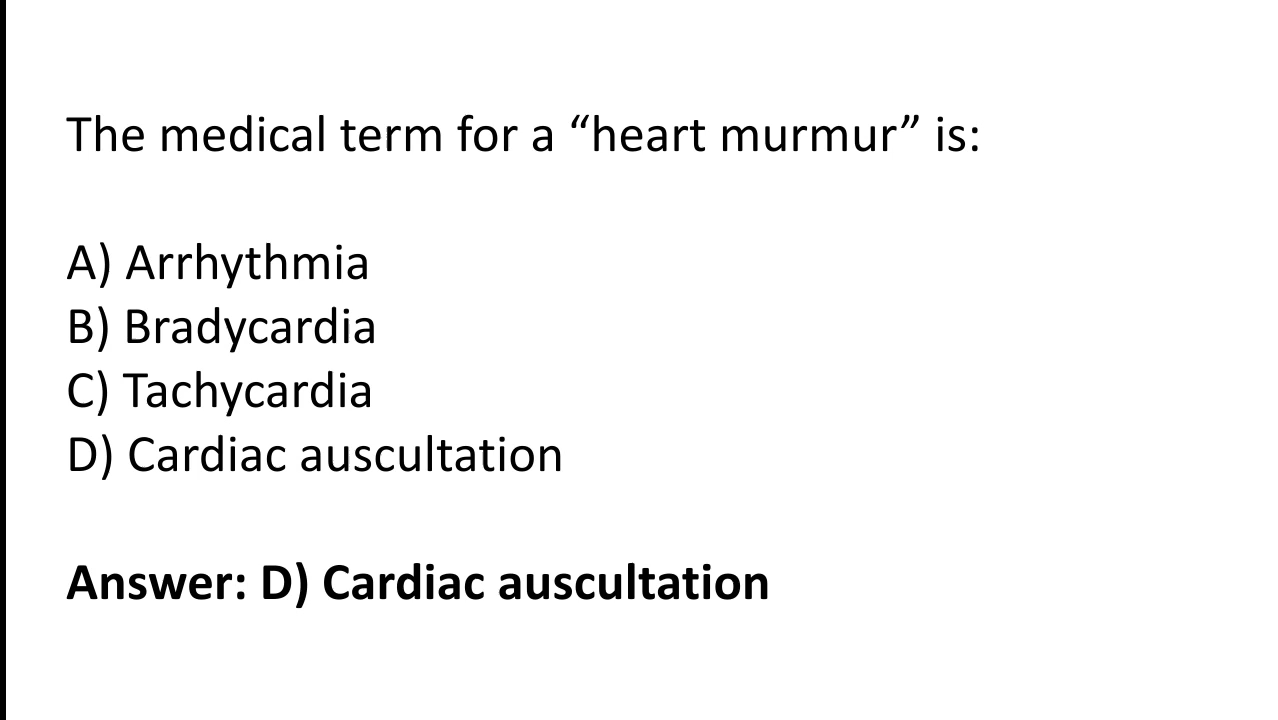 The medical term for a “heart murmur” is:
A) Arrhythmia
B) Bradycardia
C) Tachycardia
D) Cardiac auscultation
Answer: D) Cardiac auscultation